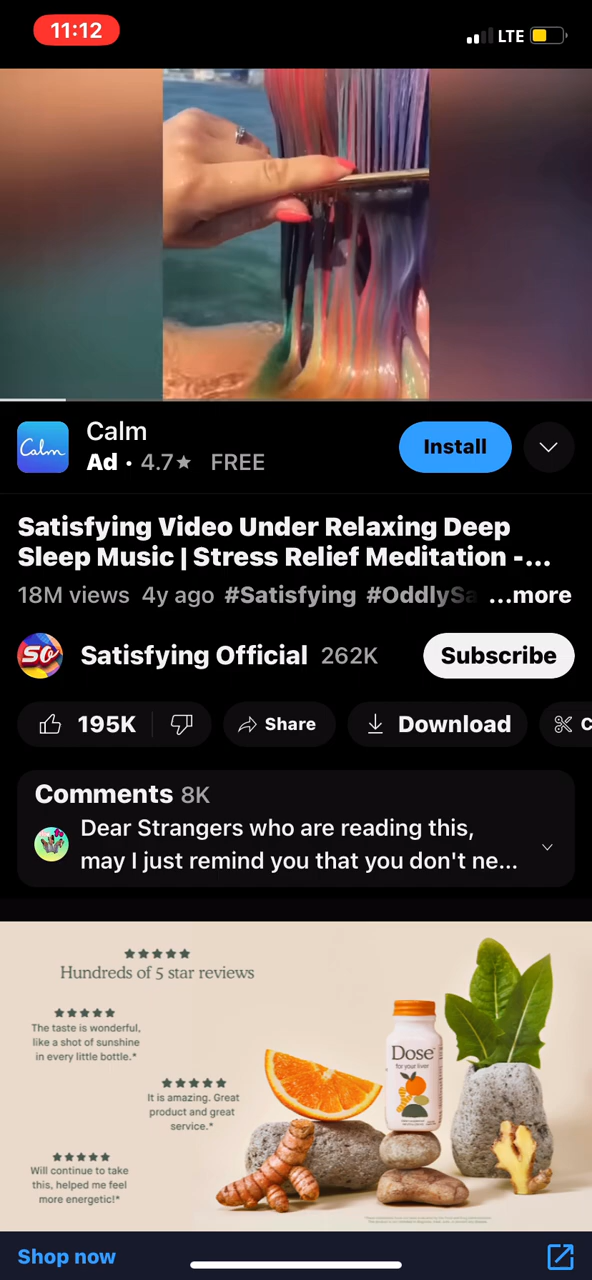 11:12
LTE
Calm
Calm
Ad • 4.7★ FREE
Install
Satisfying Video Under Relaxing Deep
Sleep Music | Stress Relief Meditation -...
18M views 4y ago #Satisfying #OddlySa ...more
SO
Satisfying Official 262K
Subscribe
195K
Share
Download
C
Comments 8K
Dear Strangers who are reading this,
may I just remind you that you don't ne...
★★★★★
Hundreds of 5 star reviews
★★★★★
The taste is wonderful,
like a shot of sunshine
in every little bottle.*
★★★★★
It is amazing. Great
product and great
service.*
★★★★★
Will continue to take
this, helped me feel
more energetic!*
Dose
for your liver
Shop now